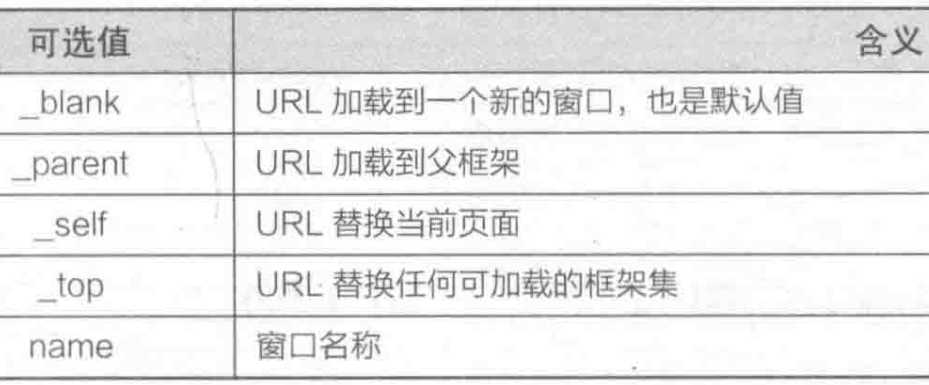 可选值 含义
_blank URL 加载到一个新的窗口，也是默认值
_parent URL 加载到父框架
_self URL 替换当前页面
_top URL 替换任何可加载的框架集
name 窗口名称